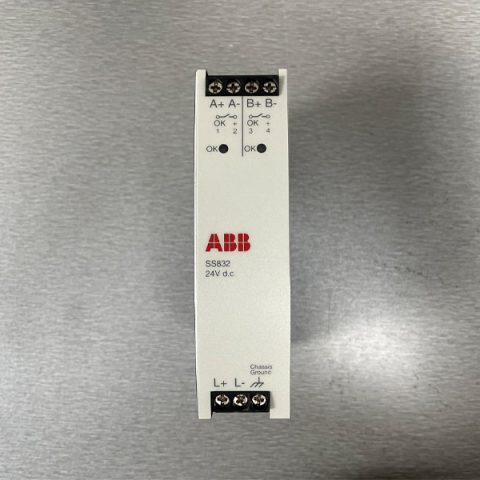 A+ A- B+ B-
OK + OK +
1 2 3 4
OK OK
ABB
SS832
24V d.c
Chassis
Ground
L+ L-